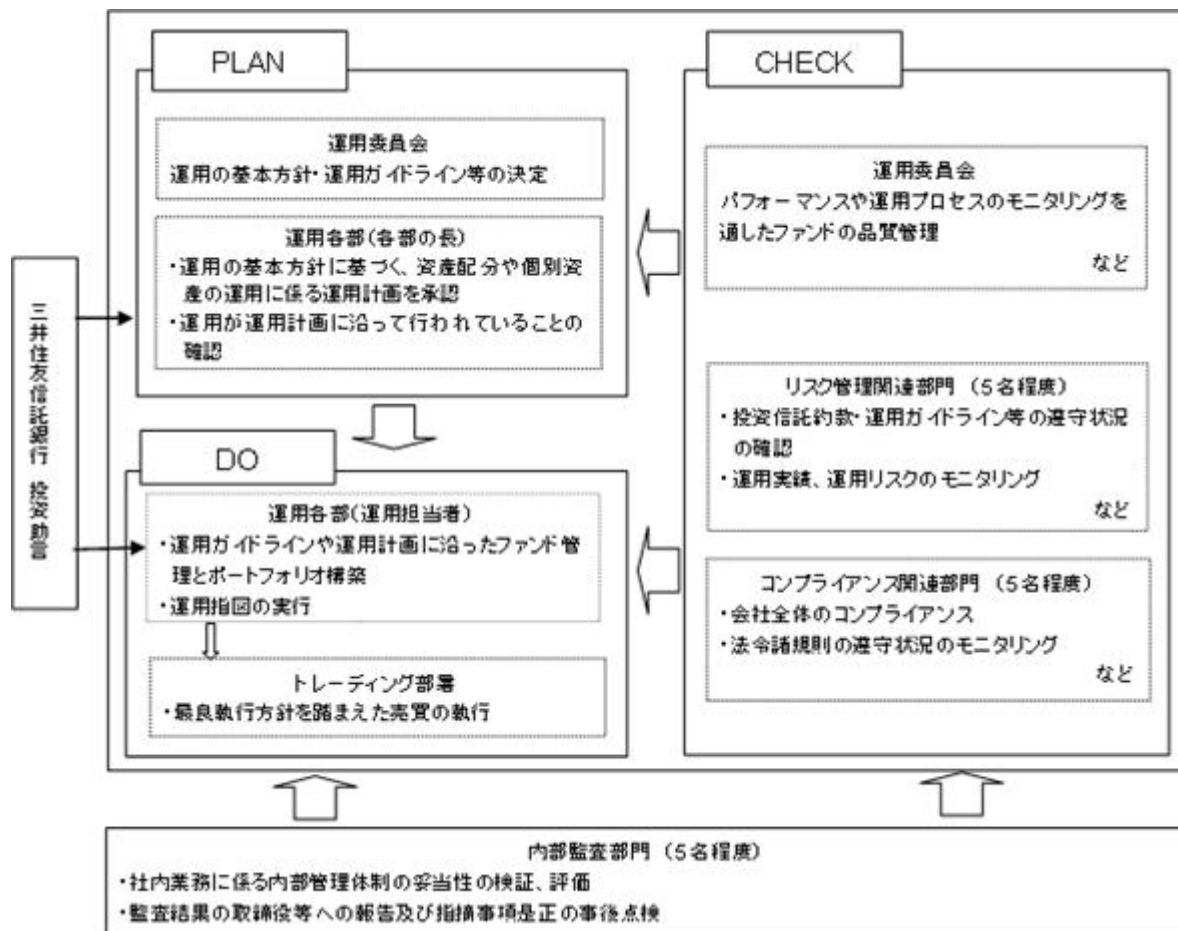 PLAN
運用委員会
運用の基本方針・運用ガイドライン等の決定
運用各部(各部の長)
・運用の基本方針に基づく、資産配分や個別資
産の運用に係る運用計画を承認
・運用が運用計画に沿って行われていることの
確認
三井住友信託銀行 投資助言
DO
運用各部(運用担当者)
・運用ガイドラインや運用計画に沿ったファンド管
理とポートフォリオ構築
・運用指図の実行
トレーディング部署
・最良執行方針を踏まえた売買の執行
CHECK
運用委員会
パフォーマンスや運用プロセスのモニタリングを
通したファンドの品質管理
など
リスク管理関連部門 (5名程度)
・投資信託約款・運用ガイドライン等の遵守状況
の確認
・運用実績、運用リスクのモニタリング
など
コンプライアンス関連部門 (5名程度)
・会社全体のコンプライアンス
・法令諸規則の遵守状況のモニタリング
など
内部監査部門 (5名程度)
・社内業務に係る内部管理体制の妥当性の検証、評価
・監査結果の取締役等への報告及び指摘事項是正の事後点検